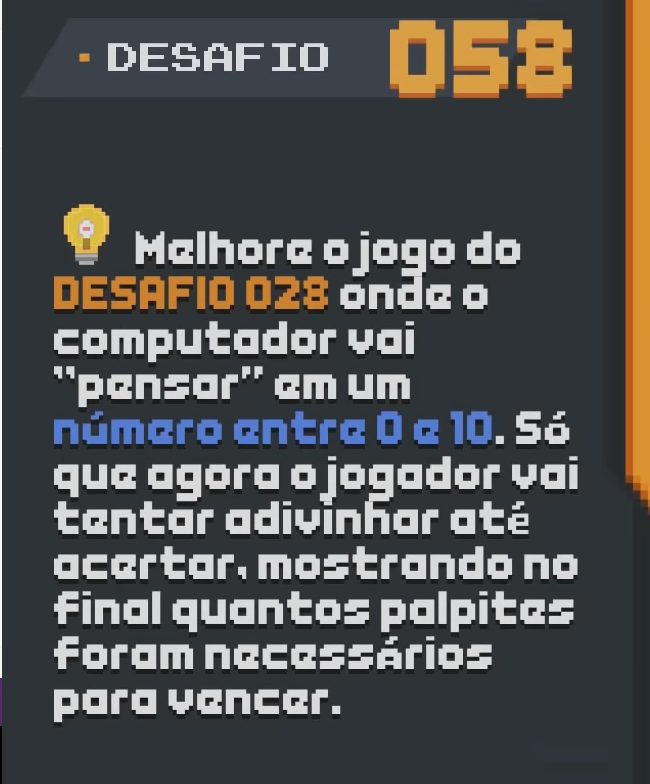 DESAFIO 058
Melhore o jogo do
DESAFIO 028 onde o
computador vai
"pensar" em um
número entre 0 e 10. Só
que agora o jogador vai
tentar adivinhar até
acertar, mostrando no
final quantos palpites
foram necessários
para vencer.